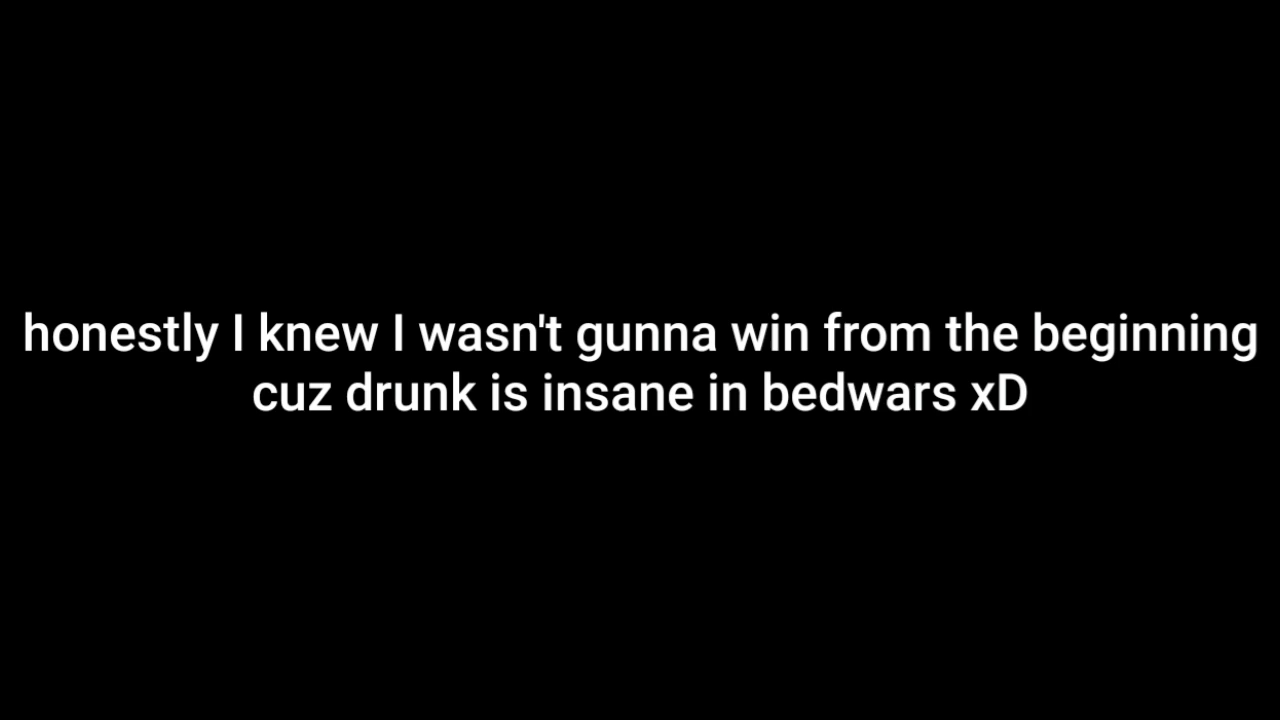 honestly I knew I wasn't gunna win from the beginning
cuz drunk is insane in bedwars xD